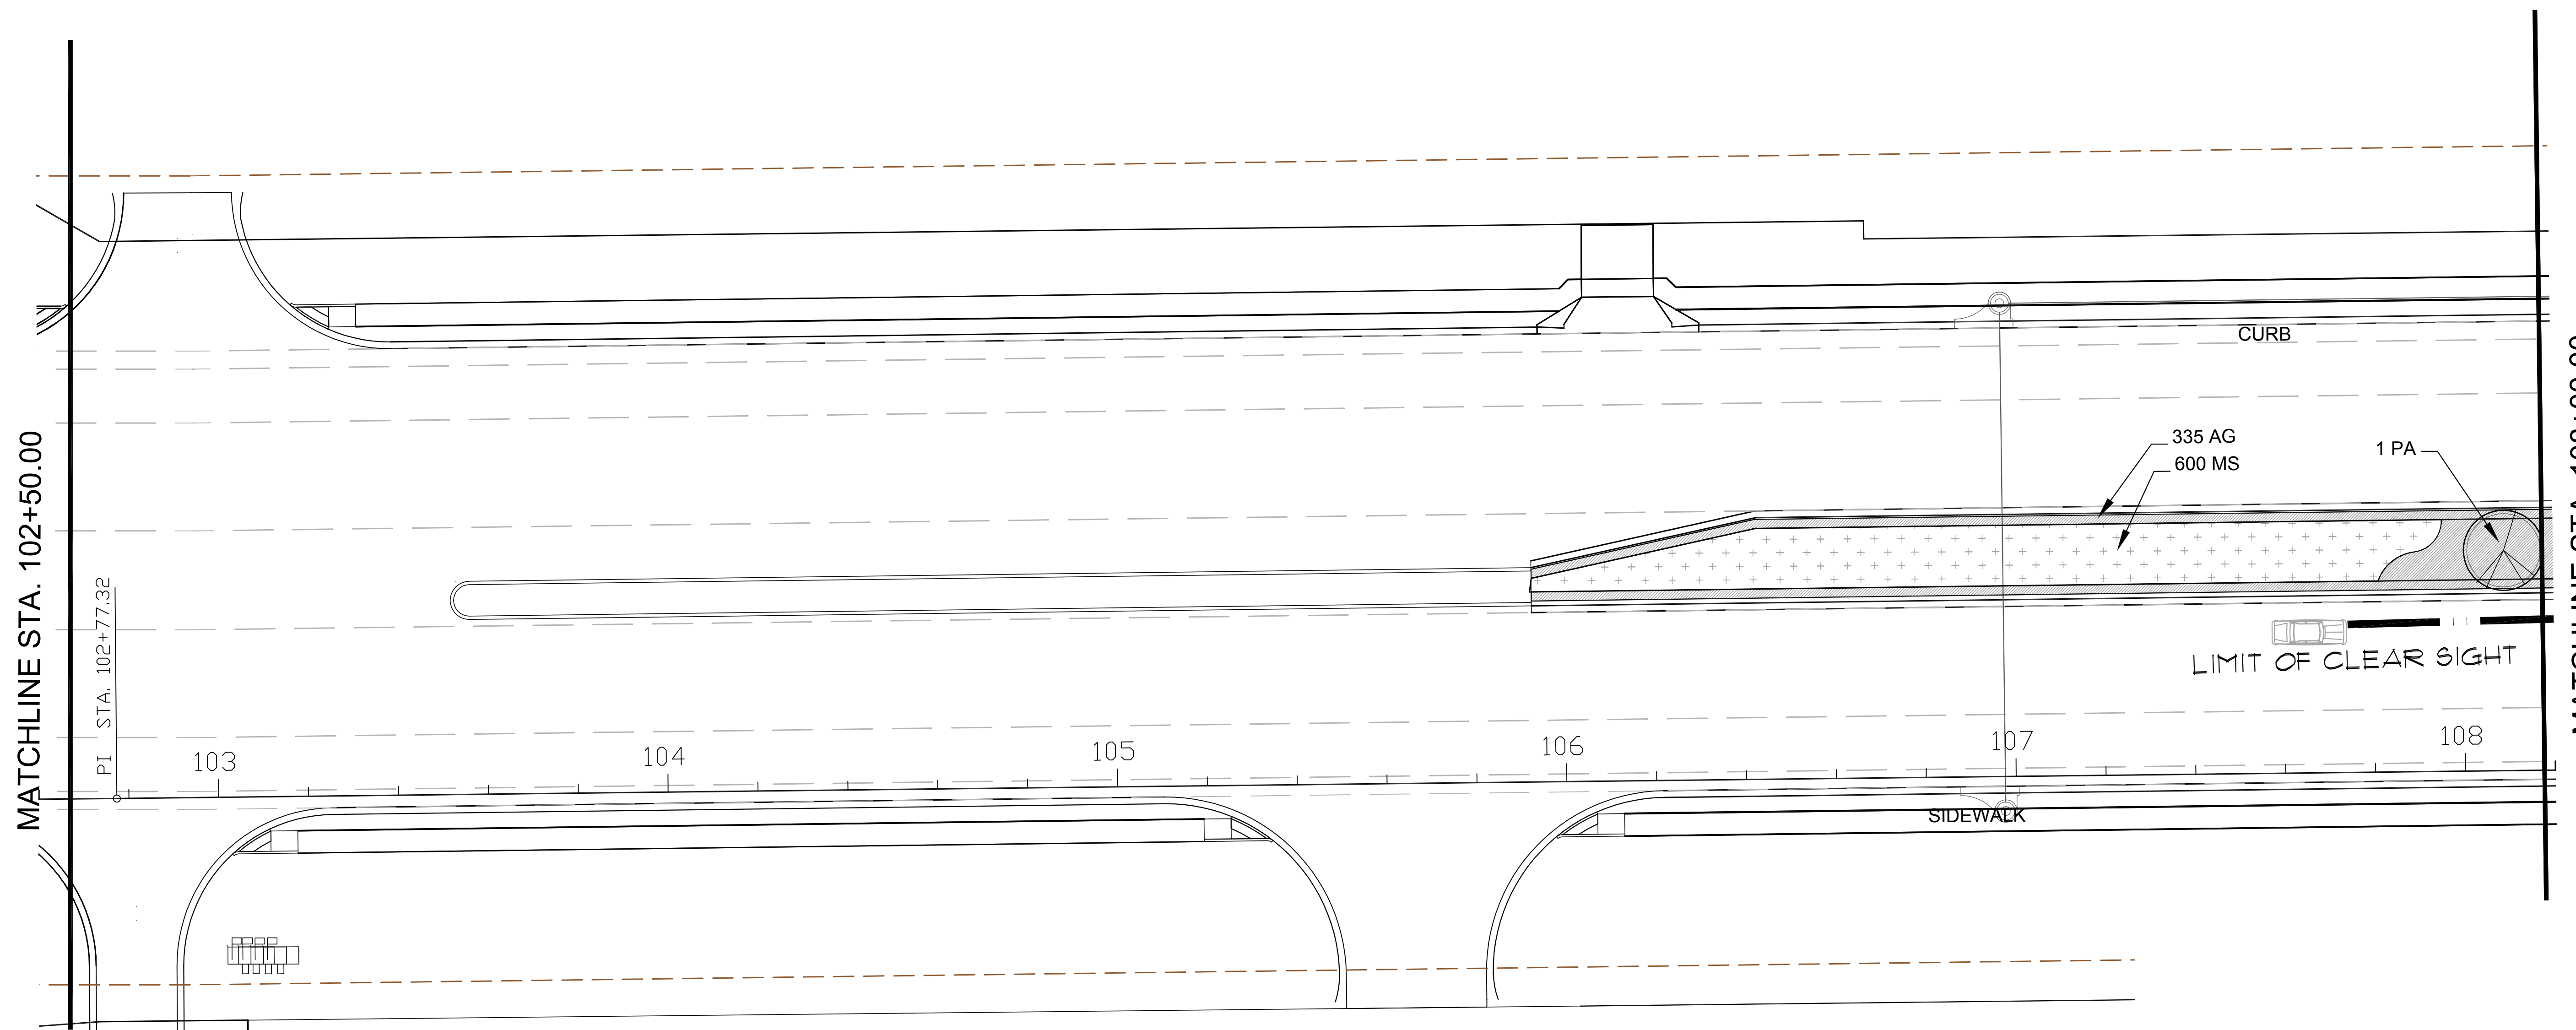 MATCHLINE STA. 102+50.00
PI STA. 102+77.32
CURB
335 AG
600 MS
1 PA
LIMIT OF CLEAR SIGHT
103
104
105
106
107
108
SIDEWALK